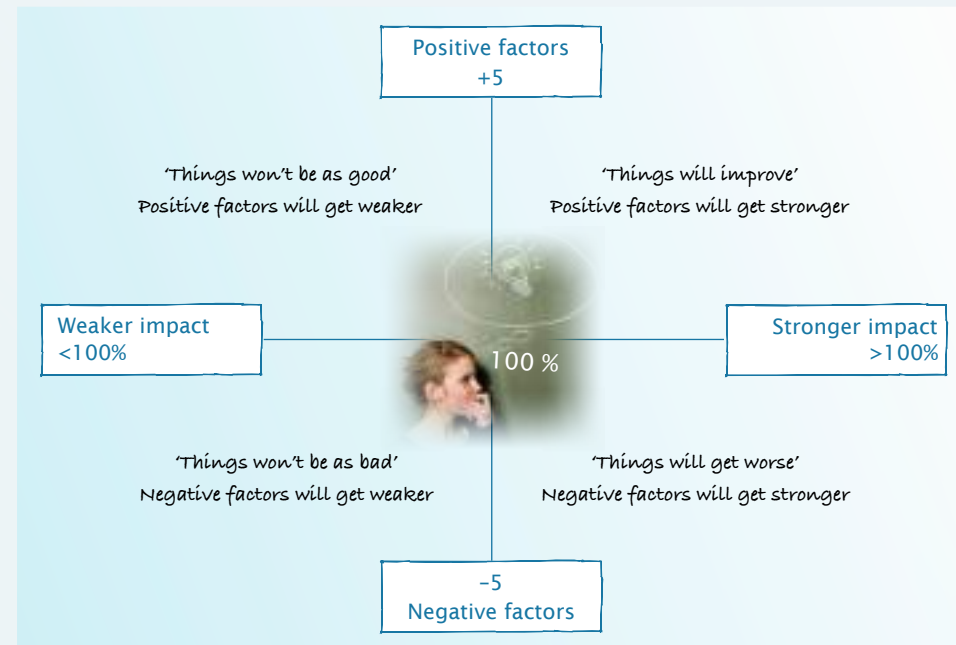 Positive factors
+5
‘Things won’t be as good’
Positive factors will get weaker
‘Things will improve’
Positive factors will get stronger
Weaker impact
<100%
100 %
Stronger impact
>100%
‘Things won’t be as bad’
Negative factors will get weaker
‘Things will get worse’
Negative factors will get stronger
–5
Negative factors